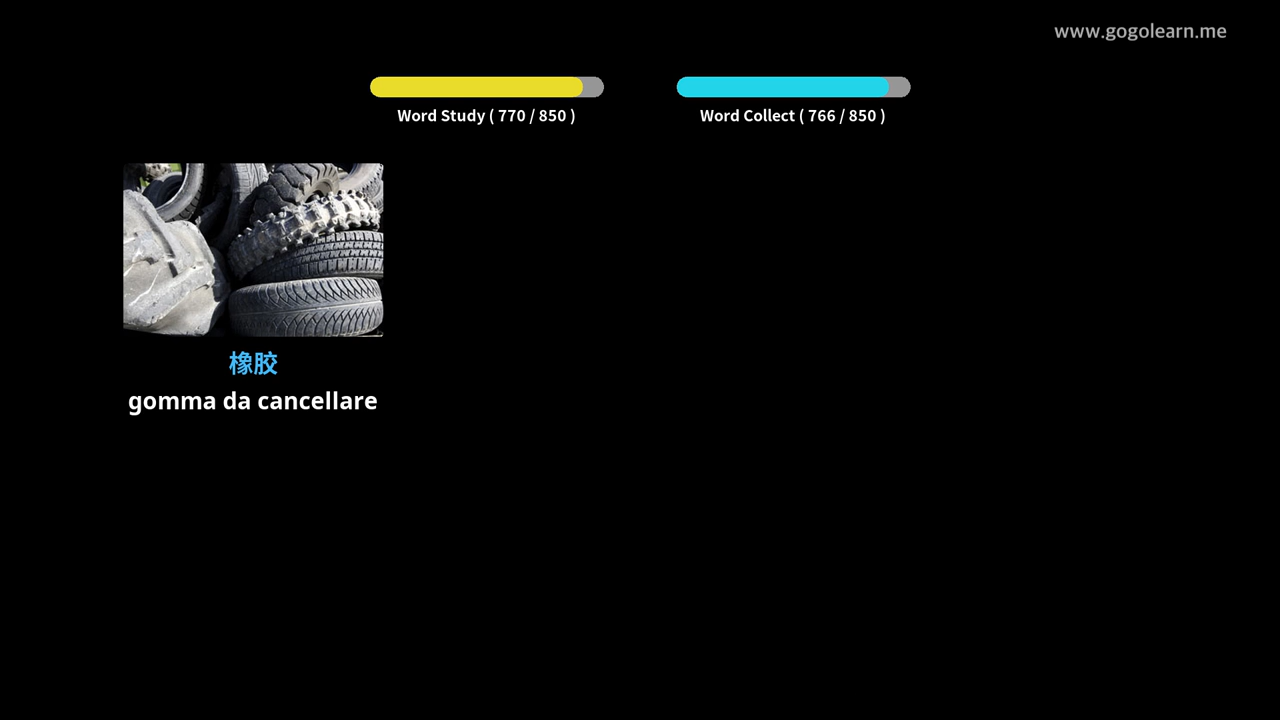 www.gogolearn.me
Word Study ( 770 / 850 )
Word Collect ( 766 / 850 )
橡胶
gomma da cancellare